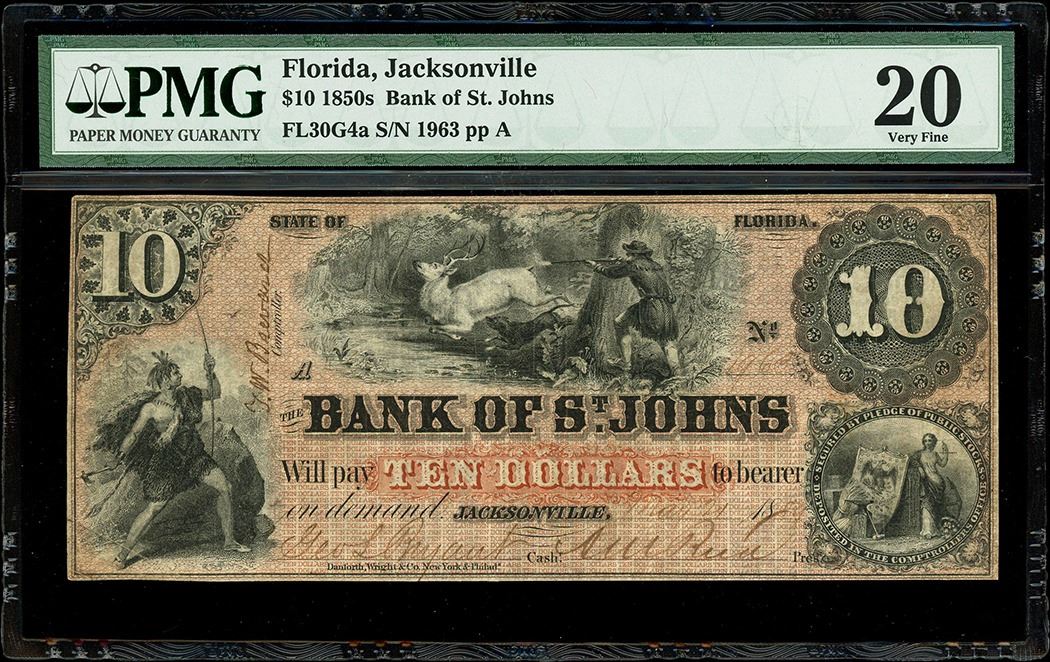 PMG
PAPER MONEY GUARANTY
Florida, Jacksonville
$10 1850s Bank of St. Johns
FL30G4a S/N 1963 pp A
20
Very Fine
10
STATE OF
FLORIDA.
10
Comptroller
No
A
THE BANK OF ST. JOHNS
Will pay TEN DOLLARS to bearer
on demand. JACKSONVILLE, 18
SECURED BY PLEDGE OF PUBLIC STOCKS
DEPOSITED IN THE COMPTROLLER'S OFFICE
Cash.
Pres
Danforth, Wright & Co. New York & Philada